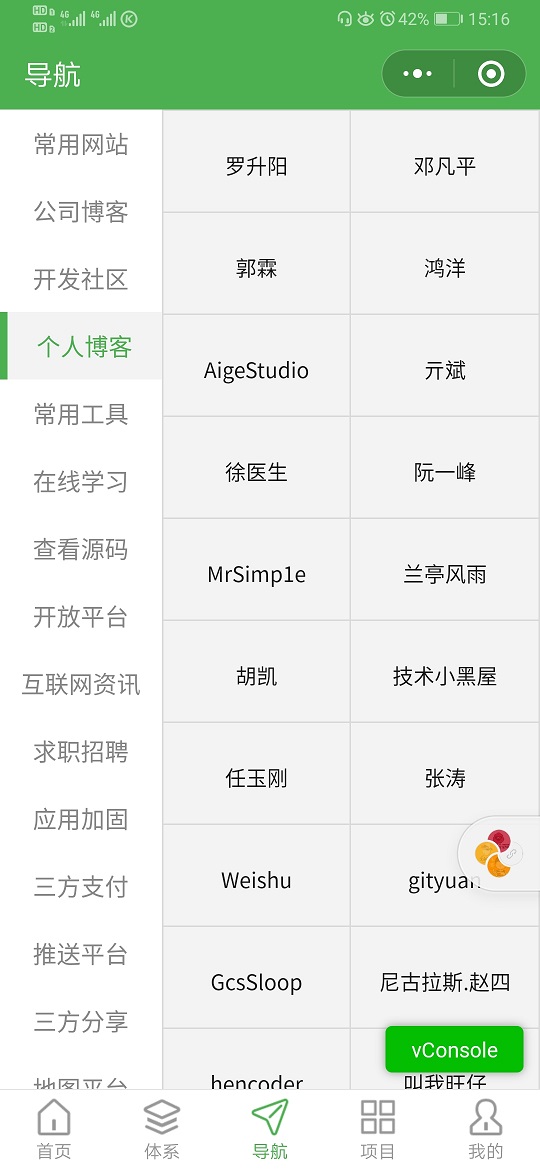 HD 4G 4G 42% 15:16
HD
导航
常用网站
公司博客
开发社区
个人博客
常用工具
在线学习
查看源码
开放平台
互联网资讯
求职招聘
应用加固
三方支付
推送平台
三方分享
地图平台
罗升阳 邓凡平
郭霖 鸿洋
AigeStudio 亓斌
徐医生 阮一峰
MrSimp1e 兰亭风雨
胡凯 技术小黑屋
任玉刚 张涛
Weishu gityuan
GcsSloop 尼古拉斯.赵四
hencoder 叫我旺仔
vConsole
首页 体系 导航 项目 我的